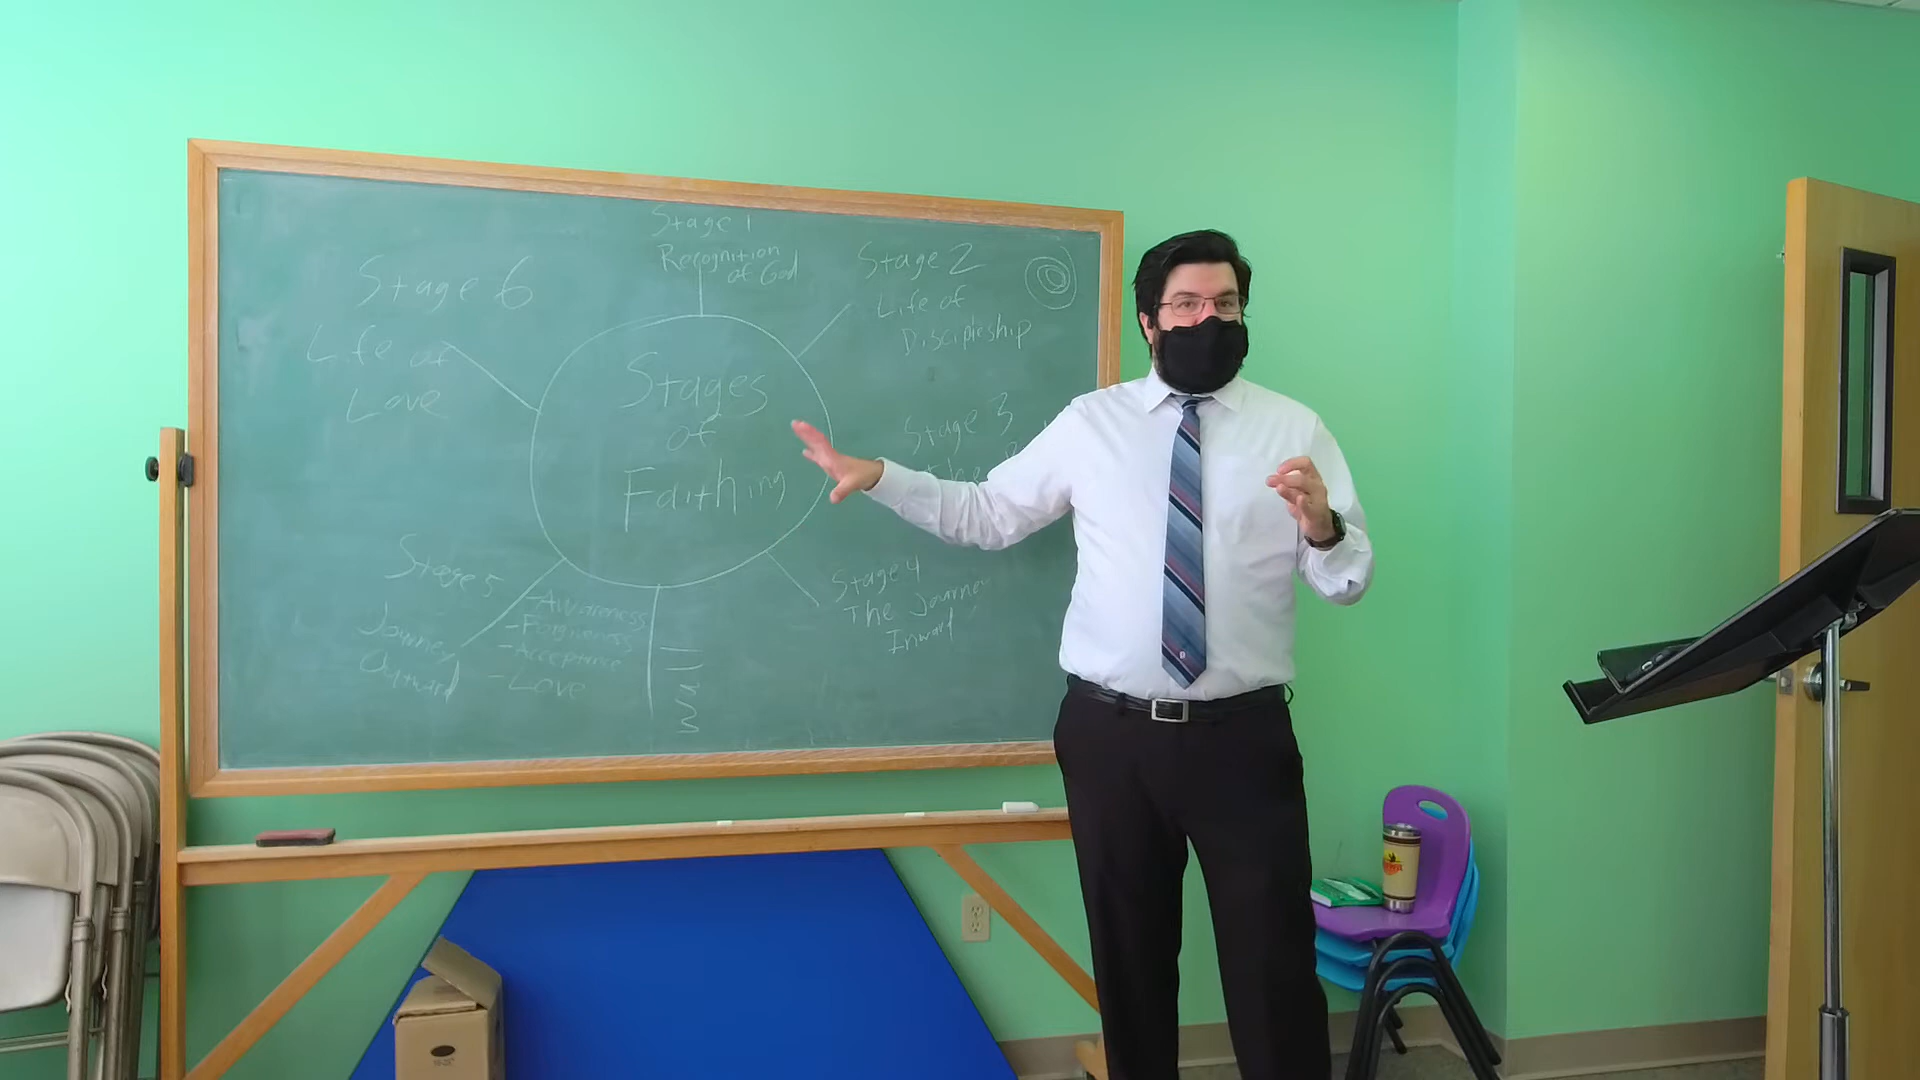 Stage 1
Recognition
of God
Stage 2
Life of
Discipleship
Stage 3
the
Stage 4
The Journey
Inward
Stage 5
Journey
Outward
- Awareness
- Forgiveness
- Acceptance
- Love
Stage 6
Life of
Love
Stages
of
Faithing